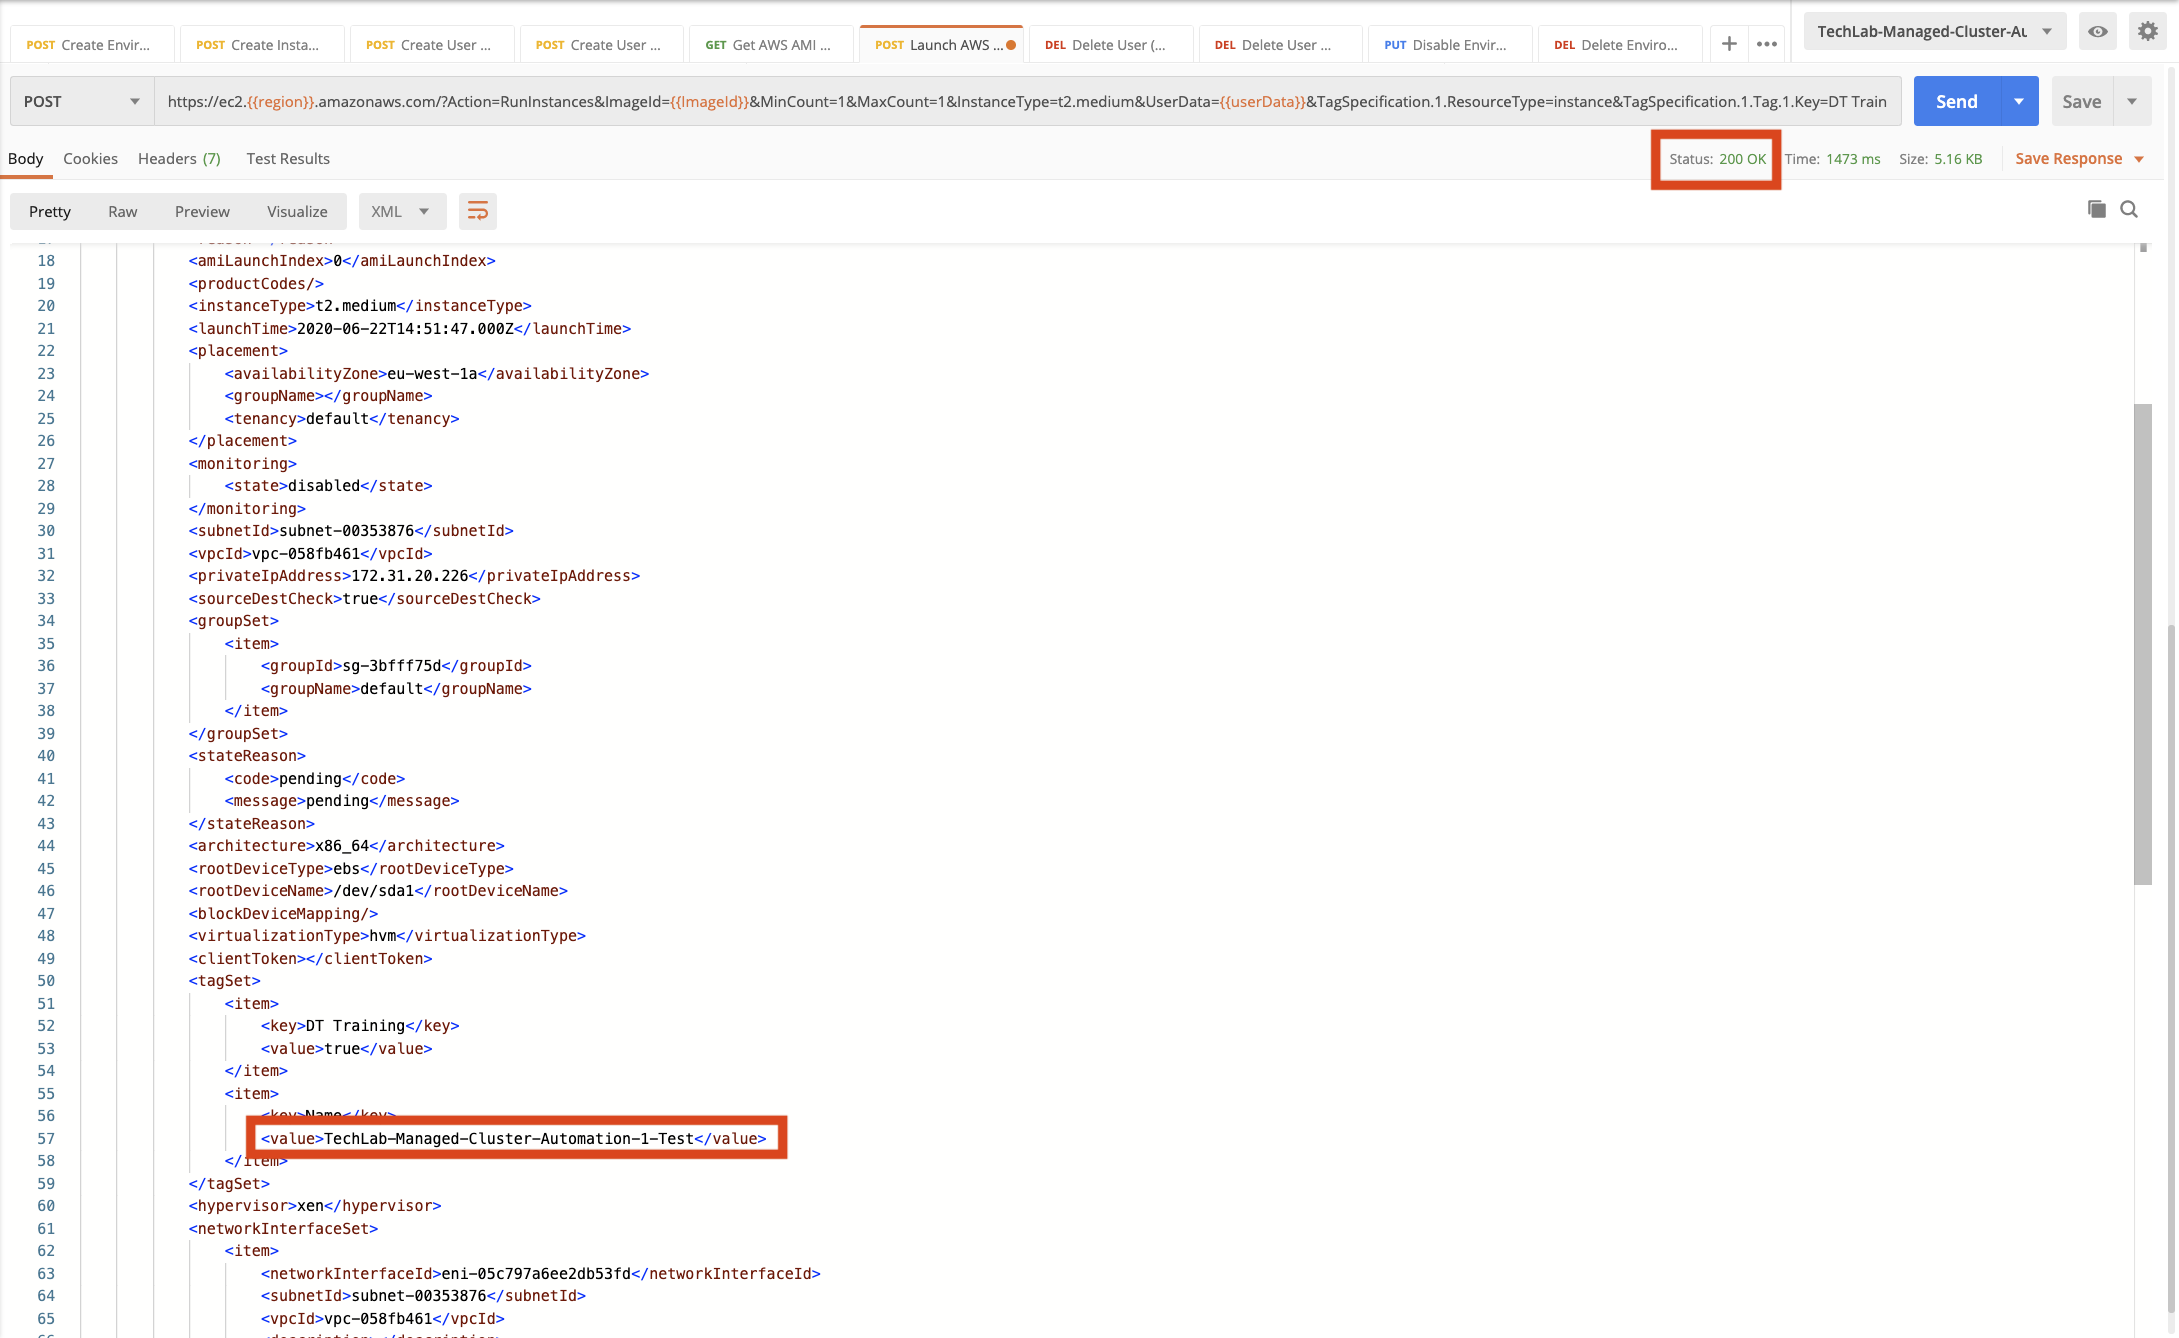 POST Create Envir...
POST Create Insta...
POST Create User ...
POST Create User ...
GET Get AWS AMI ...
POST Launch AWS ...
DEL Delete User (...
DEL Delete User ...
PUT Disable Envir...
DEL Delete Enviro...
TechLab-Managed-Cluster-Au
POST
https://ec2.{{region}}.amazonaws.com/?Action=RunInstances&ImageId={{ImageId}}&MinCount=1&MaxCount=1&InstanceType=t2.medium&UserData={{userData}}&TagSpecification.1.ResourceType=instance&TagSpecification.1.Tag.1.Key=DT Train
Send
Save
Body Cookies Headers (7) Test Results
Status: 200 OK Time: 1473 ms Size: 5.16 KB Save Response
Pretty Raw Preview Visualize XML
18 <amiLaunchIndex>0</amiLaunchIndex>
19 <productCodes/>
20 <instanceType>t2.medium</instanceType>
21 <launchTime>2020-06-22T14:51:47.000Z</launchTime>
22 <placement>
23 <availabilityZone>eu-west-1a</availabilityZone>
24 <groupName></groupName>
25 <tenancy>default</tenancy>
26 </placement>
27 <monitoring>
28 <state>disabled</state>
29 </monitoring>
30 <subnetId>subnet-00353876</subnetId>
31 <vpcId>vpc-058fb461</vpcId>
32 <privateIpAddress>172.31.20.226</privateIpAddress>
33 <sourceDestCheck>true</sourceDestCheck>
34 <groupSet>
35 <item>
36 <groupId>sg-3bfff75d</groupId>
37 <groupName>default</groupName>
38 </item>
39 </groupSet>
40 <stateReason>
41 <code>pending</code>
42 <message>pending</message>
43 </stateReason>
44 <architecture>x86_64</architecture>
45 <rootDeviceType>ebs</rootDeviceType>
46 <rootDeviceName>/dev/sda1</rootDeviceName>
47 <blockDeviceMapping/>
48 <virtualizationType>hvm</virtualizationType>
49 <clientToken></clientToken>
50 <tagSet>
51 <item>
52 <key>DT Training</key>
53 <value>true</value>
54 </item>
55 <item>
56 <key>Name</key>
57 <value>TechLab-Managed-Cluster-Automation-1-Test</value>
58 </item>
59 </tagSet>
60 <hypervisor>xen</hypervisor>
61 <networkInterfaceSet>
62 <item>
63 <networkInterfaceId>eni-05c797a6ee2db53fd</networkInterfaceId>
64 <subnetId>subnet-00353876</subnetId>
65 <vpcId>vpc-058fb461</vpcId>